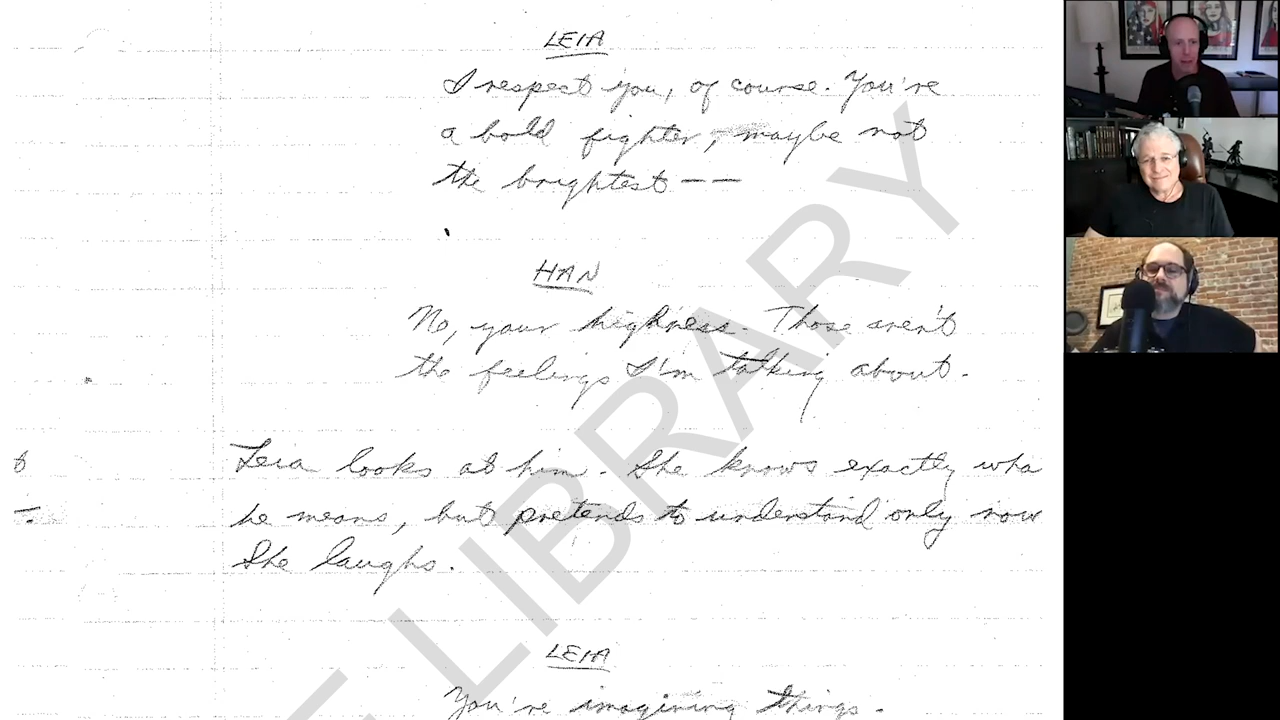 LEIA
I respect you, of course. You're
a bold fighter, maybe not
the brightest --
HAN
No, your highness. Those aren't
the feelings I'm talking about.
Leia looks at him. She knows exactly wha
he means, but pretends to understand only now
She laughs.
LEIA
You're imagining things.
LIBRARY